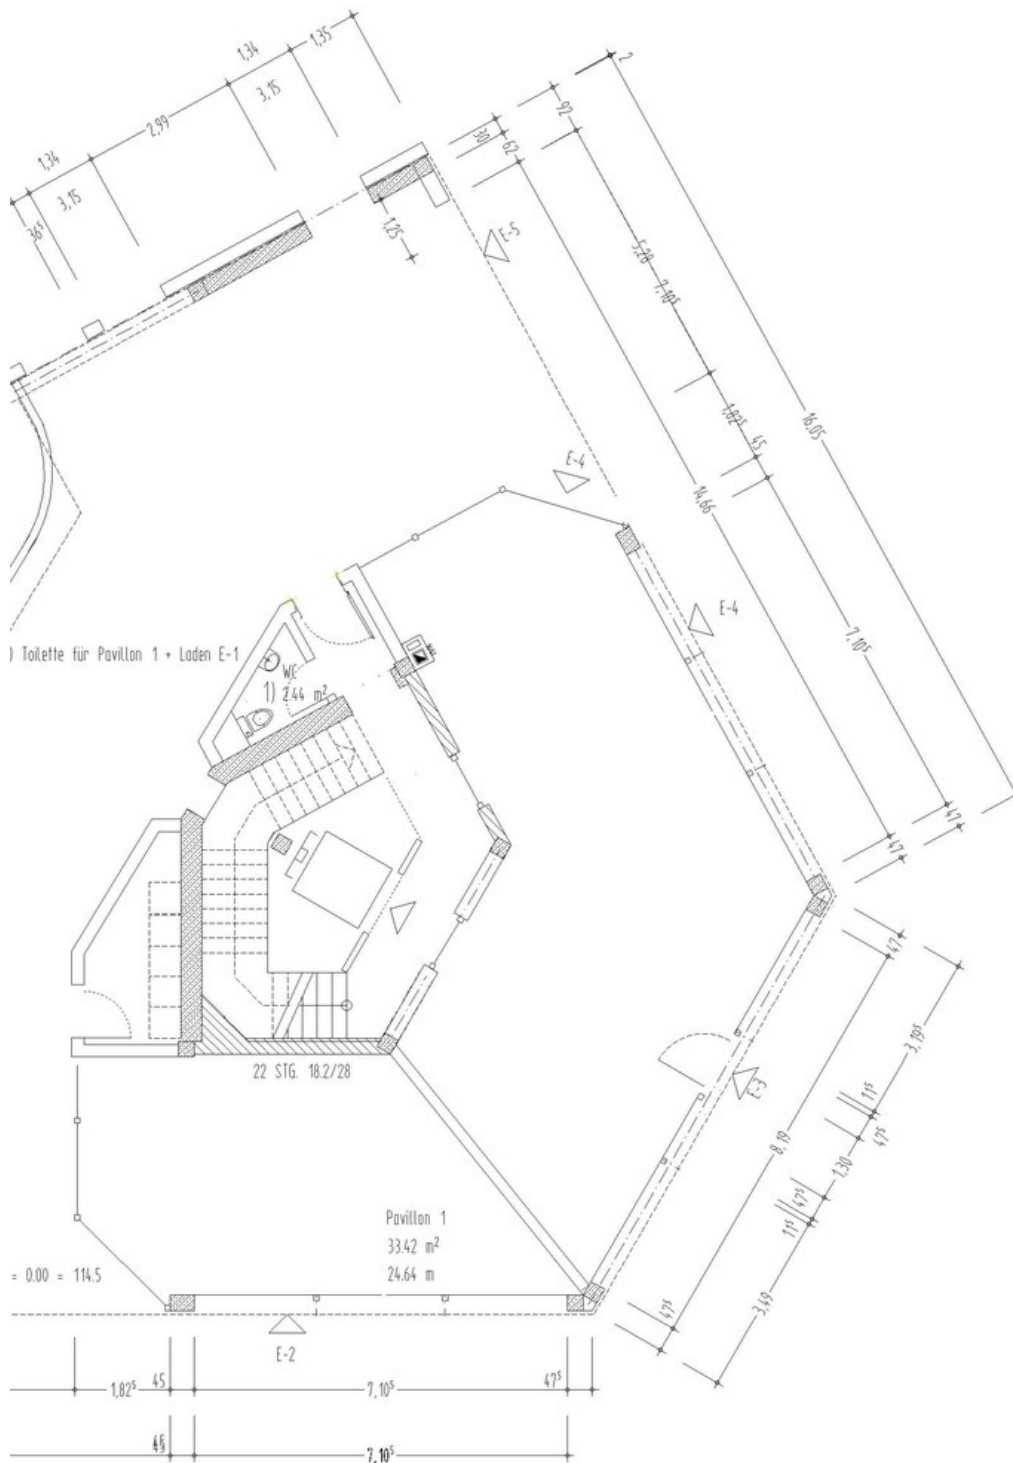 1,35
1,34
3,15
2,99
1,34
3,15
36⁵
2
92
30
62
1,25
E-5
5,20
7,10⁵
1,82⁵
45
16,05
14,66
E-4
E-4
7,10⁵
) Toilette für Pavillon 1 + Laden E-1
WC
1) 2.44 m²
47
47
47
3,19⁵
11⁵
47⁵
1,30
8,19
47⁵
11⁵
3,49
E-3
22 STG. 18.2/28
Pavillon 1
33.42 m²
24.64 m
= 0.00 = 114.5
47⁵
E-2
1,82⁵ 45 7,10⁵ 47⁵
45 7,10⁵